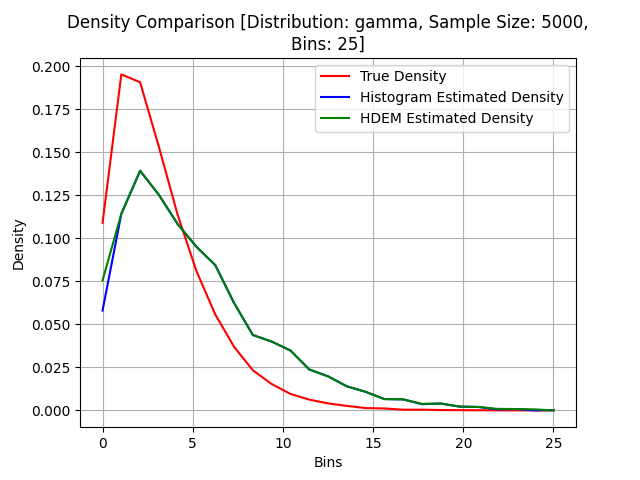 Density Comparison [Distribution: gamma, Sample Size: 5000,
Bins: 25]
True Density
Histogram Estimated Density
HDEM Estimated Density
Density
0.200
0.175
0.150
0.125
0.100
0.075
0.050
0.025
0.000
0 5 10 15 20 25
Bins